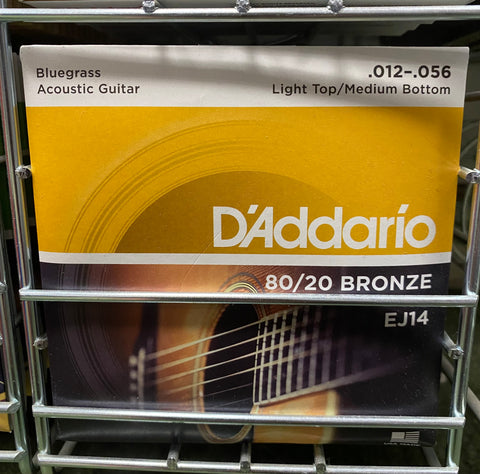 Bluegrass
Acoustic Guitar
.012–.056
Light Top/Medium Bottom
D'Addario
80/20 BRONZE
EJ14